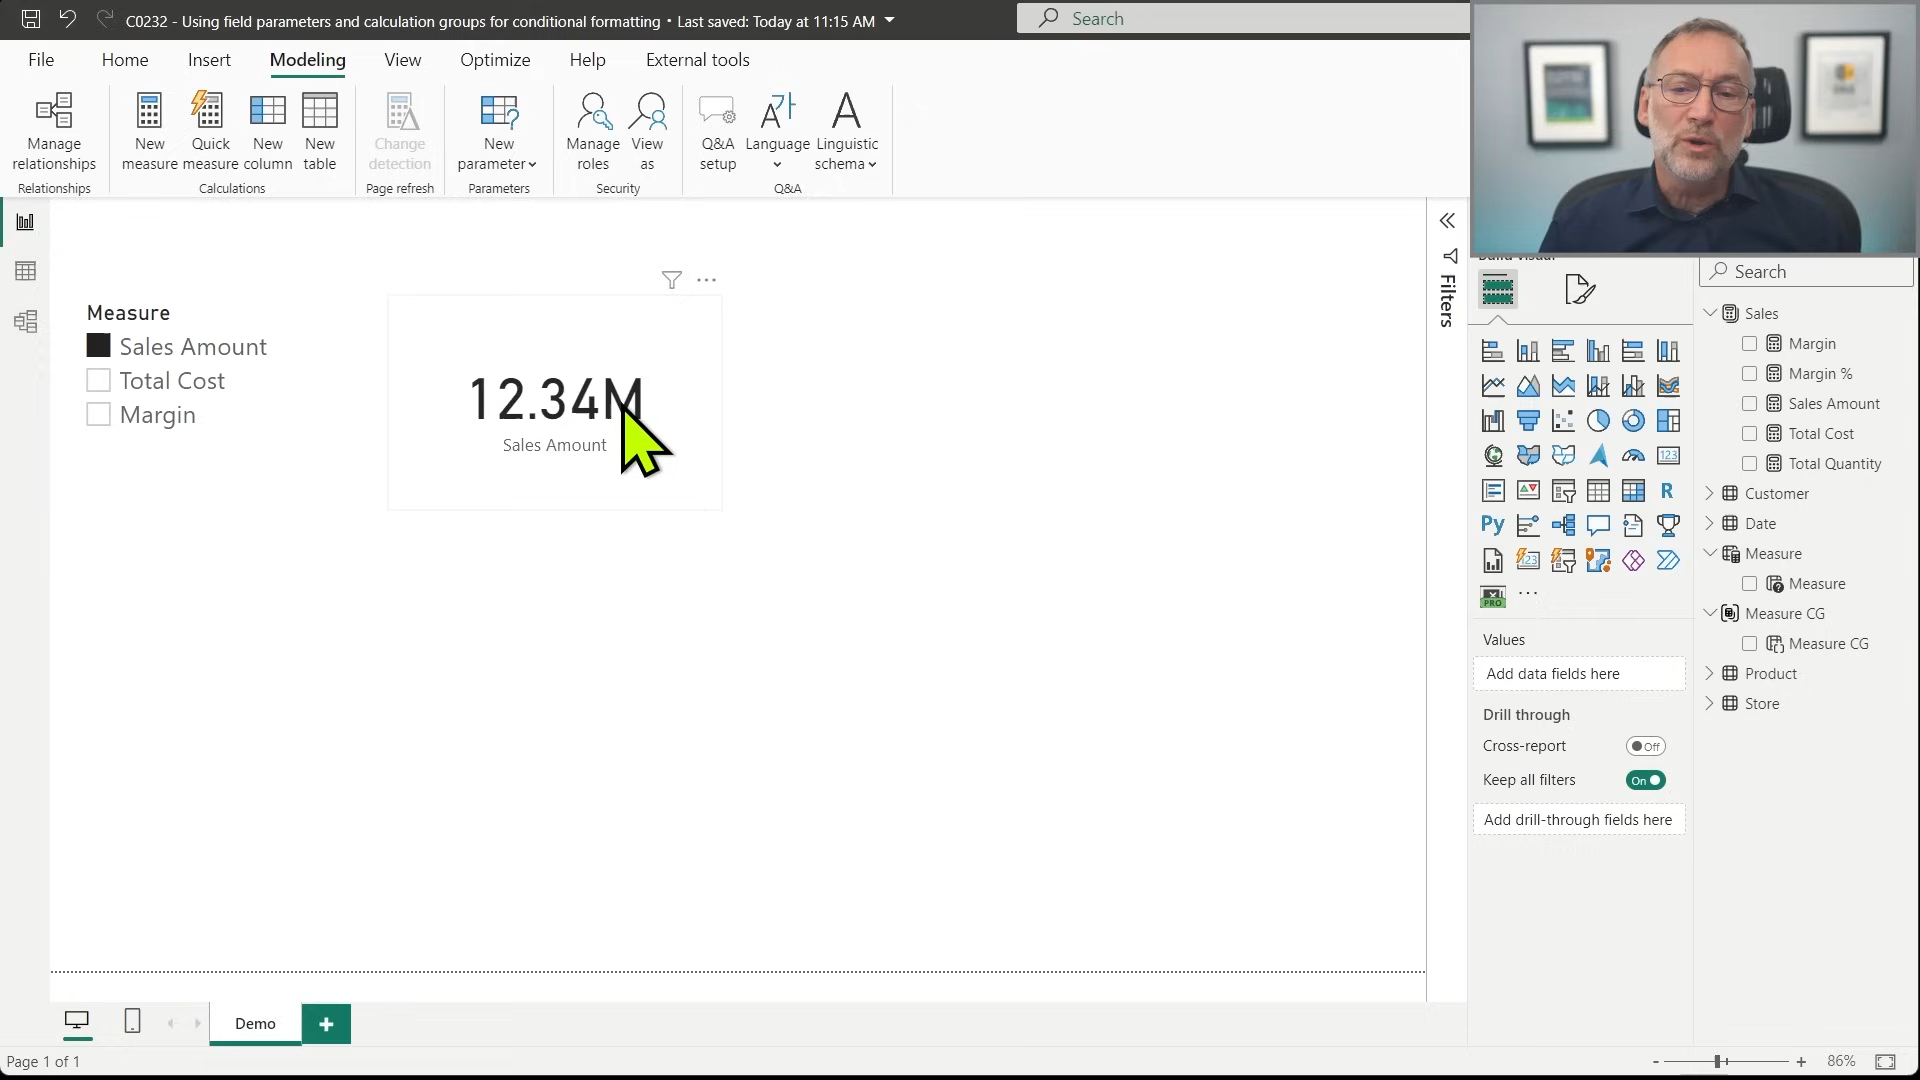 C0232 - Using field parameters and calculation groups for conditional formatting • Last saved: Today at 11:15 AM
Search
File
Home
Insert
Modeling
View
Optimize
Help
External tools
Manage
relationships
New
measure
Quick
measure
New
column
New
table
Change
detection
New
parameter
Manage
roles
View
as
Q&A
setup
Language
Linguistic
schema
Relationships
Calculations
Page refresh
Parameters
Security
Q&A
Measure
Sales Amount
Total Cost
Margin
12.34M
Sales Amount
Filters
Search
Py
R
123
123
PRO
Values
Add data fields here
Drill through
Cross-report
Off
Keep all filters
On
Add drill-through fields here
Sales
Margin
Margin %
Sales Amount
Total Cost
Total Quantity
Customer
Date
Measure
Measure
Measure CG
Measure CG
Product
Store
Demo
Page 1 of 1
- + 86%